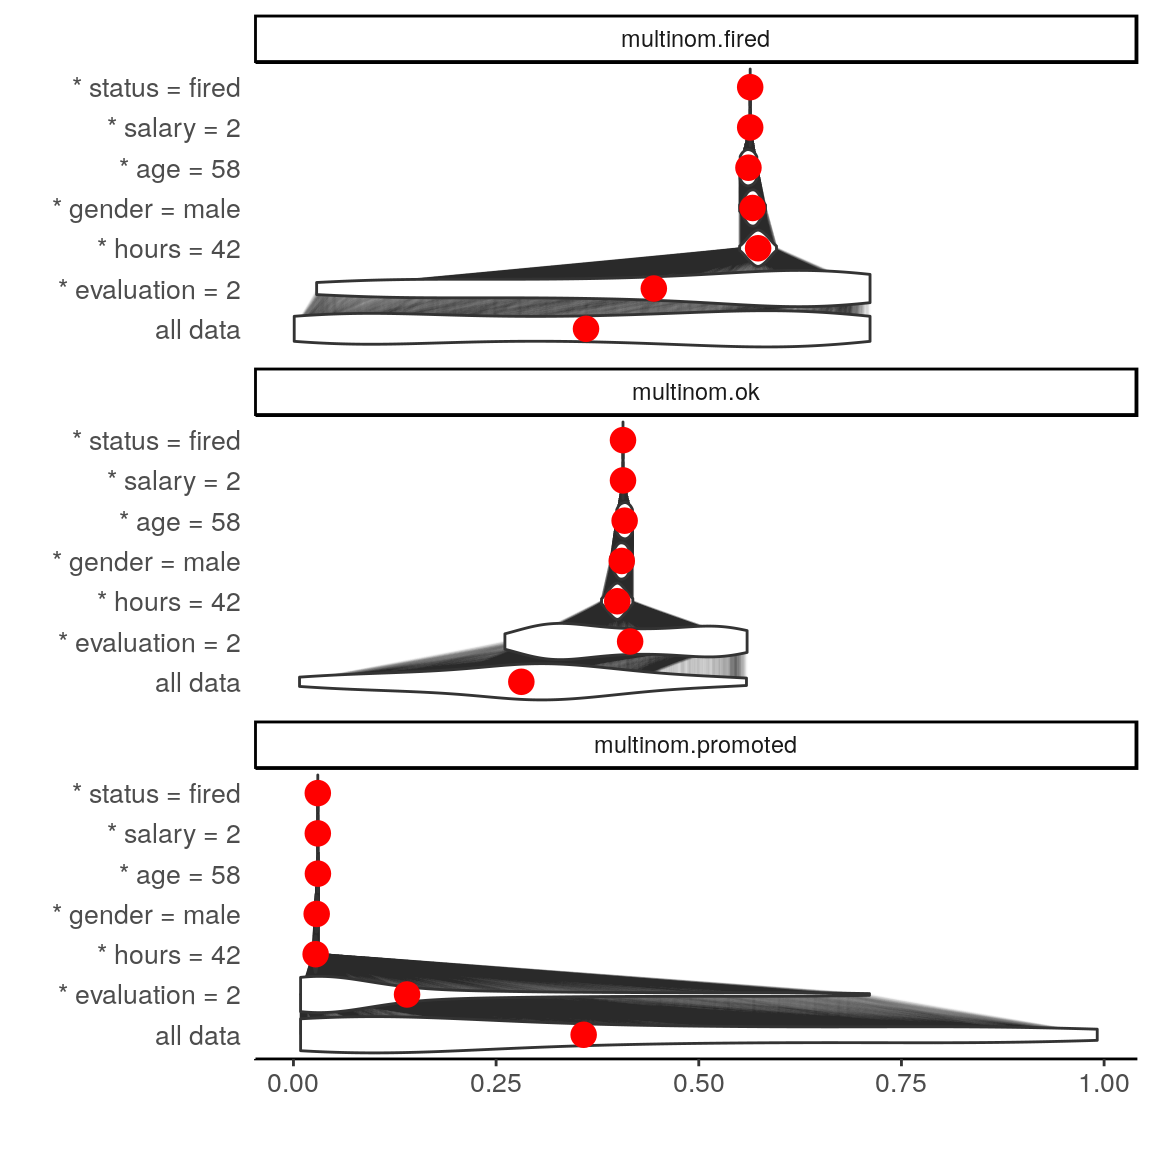 multinom.fired
* status = fired
* salary = 2
* age = 58
* gender = male
* hours = 42
* evaluation = 2
all data
multinom.ok
* status = fired
* salary = 2
* age = 58
* gender = male
* hours = 42
* evaluation = 2
all data
multinom.promoted
* status = fired
* salary = 2
* age = 58
* gender = male
* hours = 42
* evaluation = 2
all data
0.00 0.25 0.50 0.75 1.00